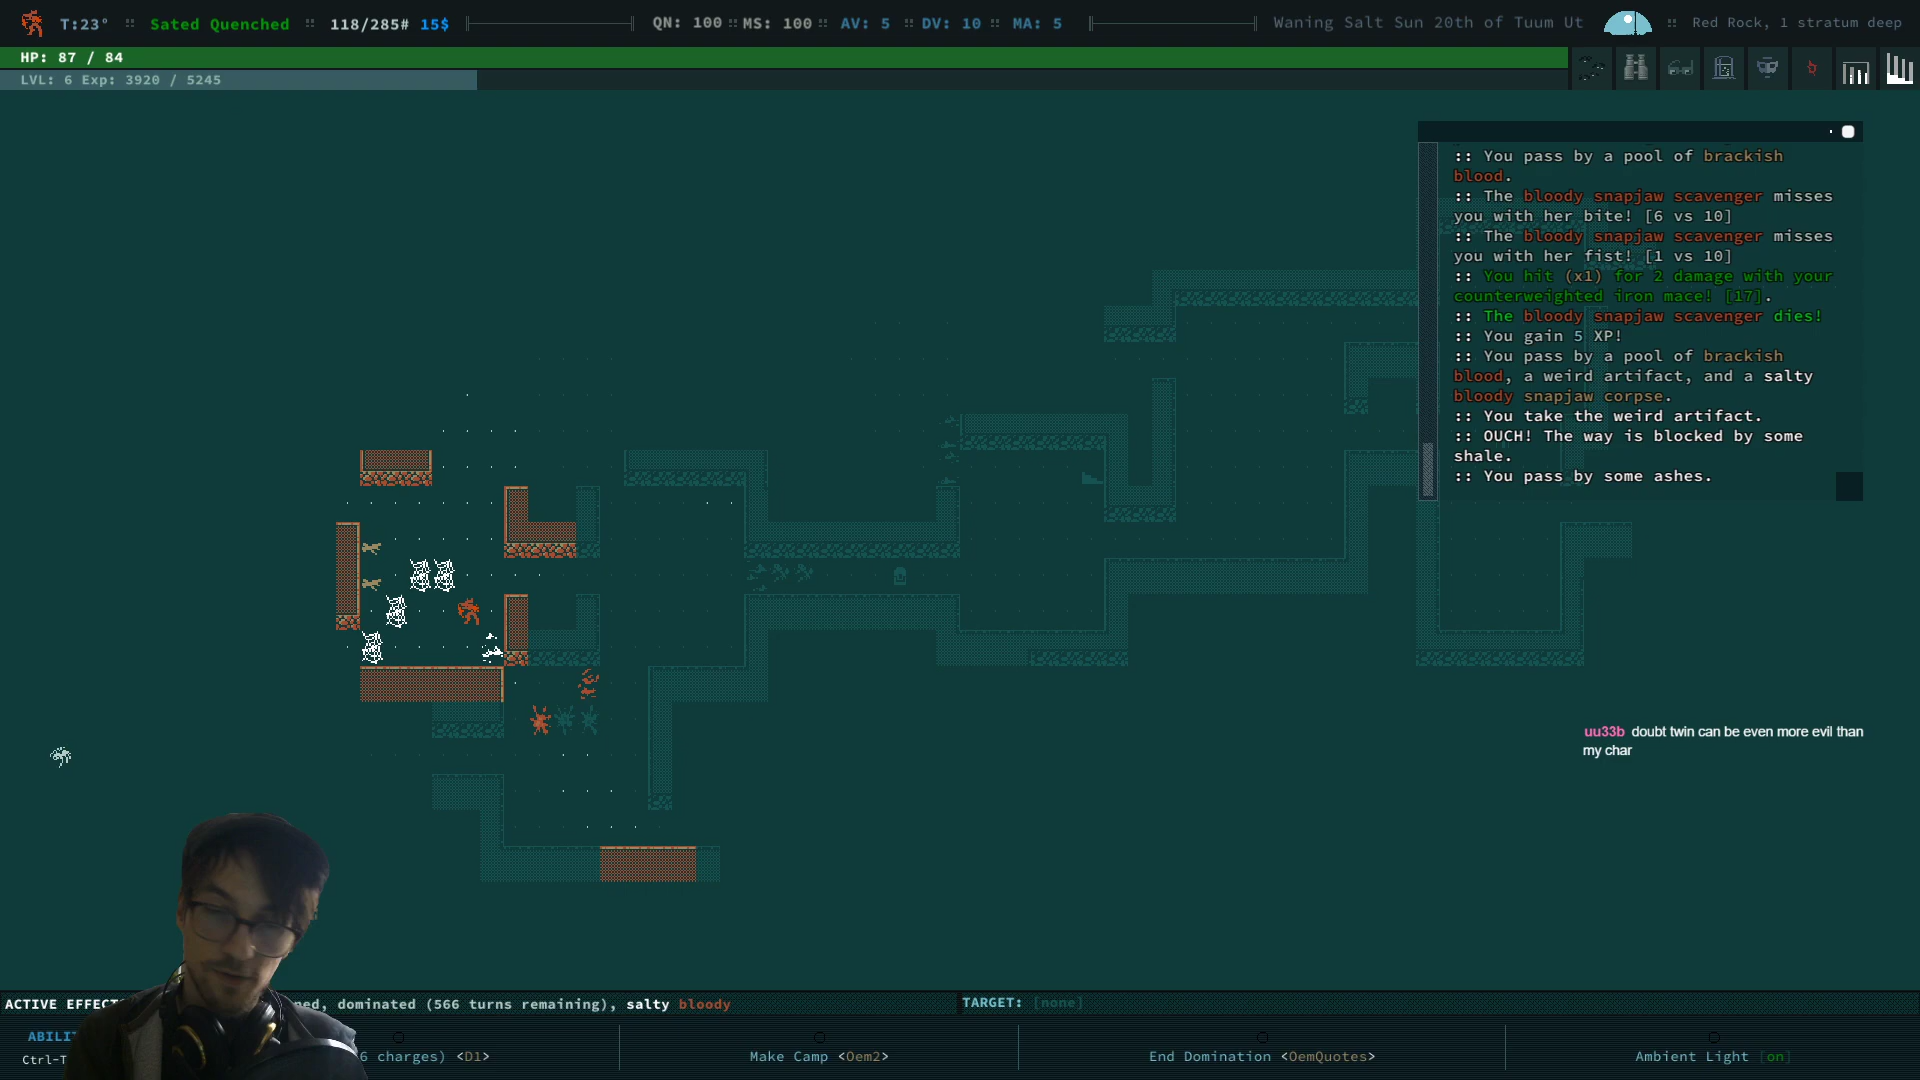 T:23° :: Sated Quenched :: 118/285# 15$ QN: 100 :: MS: 100 :: AV: 5 :: DV: 10 :: MA: 5 Waning Salt Sun 20th of Tuum Ut :: Red Rock, 1 stratum deep
HP: 87 / 84
LVL: 6 Exp: 3920 / 5245
:: You pass by a pool of brackish
blood.
:: The bloody snapjaw scavenger misses
you with her bite! [6 vs 10]
:: The bloody snapjaw scavenger misses
you with her fist! [1 vs 10]
:: You hit (x1) for 2 damage with your
counterweighted iron mace! [17].
:: The bloody snapjaw scavenger dies!
:: You gain 5 XP!
:: You pass by a pool of brackish
blood, a weird artifact, and a salty
bloody snapjaw corpse.
:: You take the weird artifact.
:: OUCH! The way is blocked by some
shale.
:: You pass by some ashes.
uu33b doubt twin can be even more evil than
my char
ACTIVE EFFECT dominated (566 turns remaining), salty bloody
TARGET: [none]
ABILIT
Ctrl-T
6 charges) <D1>
Make Camp <Oem2>
End Domination <OemQuotes>
Ambient Light [on]